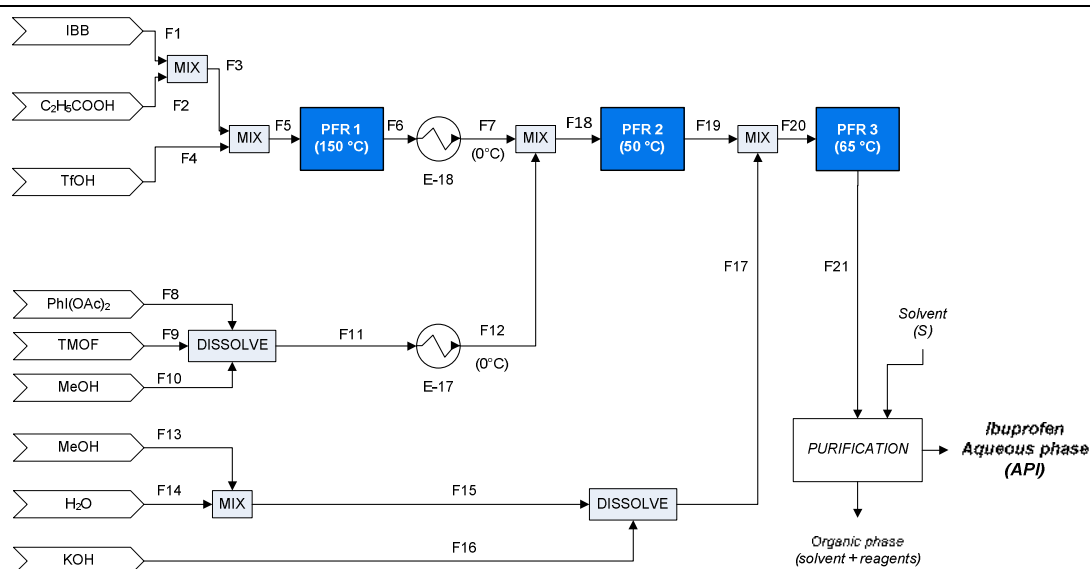 IBB
F1
MIX
F3
C₂H₅COOH
F2
MIX
F5
PFR 1
(150 °C)
F6
F7
(0°C)
E-18
MIX
F18
PFR 2
(50 °C)
F19
MIX
F20
PFR 3
(65 °C)
F4
TfOH
F17
F21
PhI(OAc)₂
F8
TMOF
F9
DISSOLVE
F11
F12
(0°C)
E-17
MeOH
F10
Solvent
(S)
MeOH
F13
PURIFICATION
Ibuprofen
Aqueous phase
(API)
H₂O
F14
MIX
F15
DISSOLVE
KOH
F16
Organic phase
(solvent + reagents)